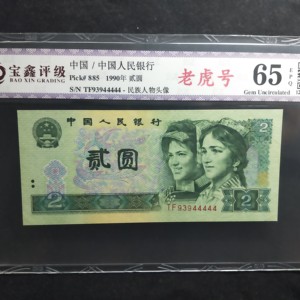 宝鑫评级
BAO XIN GRADING
中国 / 中国人民银行
Pick# 885 1990年 贰圆
S/N TF93944444 - 民族人物头像
老虎号
65
EPQ
Gem Uncirculated
中国人民银行
2
贰圆
2
2
TF93944444